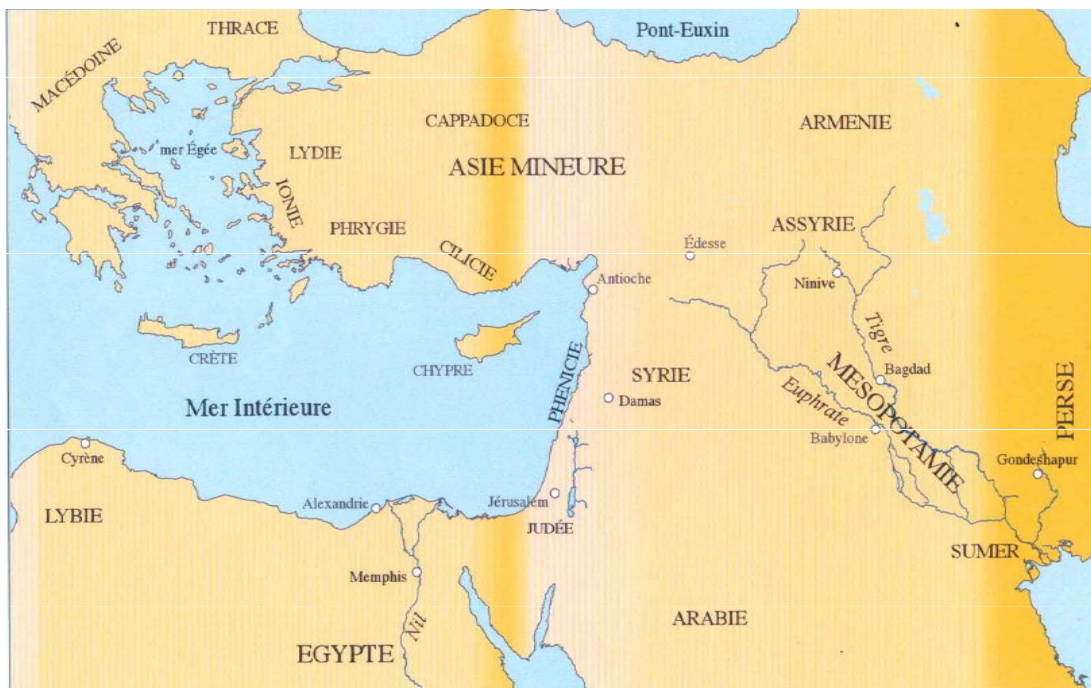 THRACE
Pont-Euxin
MACÉDOINE
CAPPADOCE
ARMENIE
mer Égée
LYDIE
ASIE MINEURE
IONIE
PHRYGIE
ASSYRIE
CILICIE
Édesse
Antioche
Ninive
Tigre
CRÈTE
CHYPRE
PHENICIE
SYRIE
Bagdad
MESOPOTAMIE
PERSE
Mer Intérieure
Damas
Euphrate
Babylone
Cyrène
Gondeshapur
Alexandrie
Jérusalem
LYBIE
JUDÉE
SUMER
Memphis
Nil
ARABIE
EGYPTE